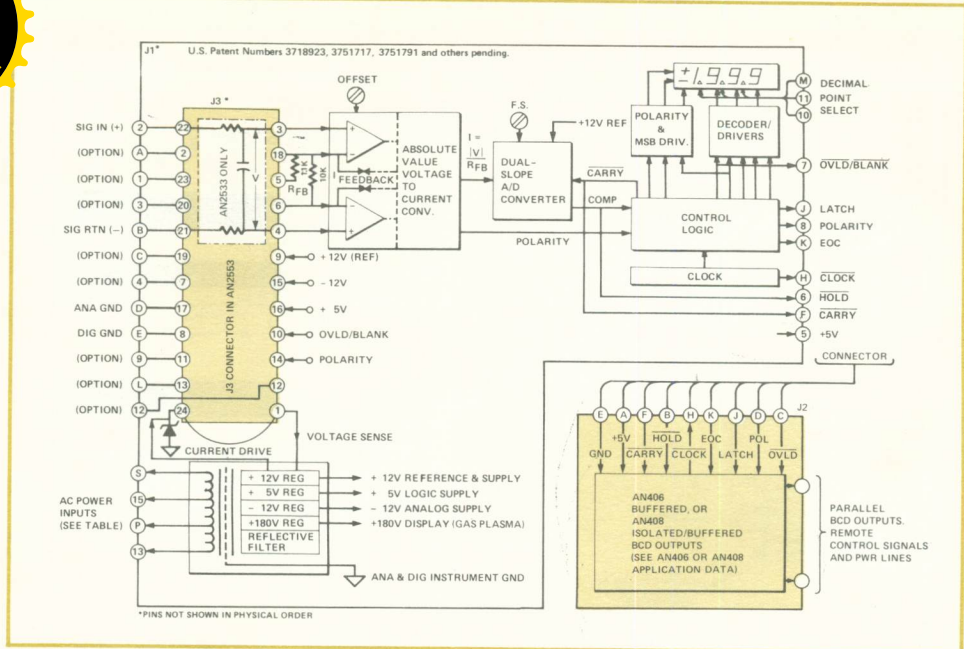 J1* U.S. Patent Numbers 3718923, 3751717, 3751791 and others pending.
J3 *
OFFSET
F.S.
+12V REF
±1.9.9.9
POLARITY
&
MSB DRIV.
DECODER/
DRIVERS
M
11
10
DECIMAL
POINT
SELECT
SIG IN (+) 2 22 3
(OPTION) A 2 18
(OPTION) 1 23 5
(OPTION) 3 20 6
SIG RTN (−) B 21 4
(OPTION) C 19 9 + 12V (REF)
(OPTION) 4 7 15 − 12V
ANA GND D 17 16 + 5V
DIG GND E 8 10 OVLD/BLANK
(OPTION) 9 11 14 POLARITY
(OPTION) L 13 12
(OPTION) 12 24 1
AN2533 ONLY
V
J3 CONNECTOR IN AN2553
RFB
13K
10K
FEEDBACK
+
−
−
+
ABSOLUTE
VALUE
VOLTAGE
TO
CURRENT
CONV.
I =
|V|
RFB
DUAL-
SLOPE
A/D
CONVERTER
CARRY
COMP
POLARITY
CONTROL
LOGIC
CLOCK
7 OVLD/BLANK
J LATCH
8 POLARITY
K EOC
H CLOCK
6 HOLD
F CARRY
5 +5V
CONNECTOR
VOLTAGE SENSE
CURRENT DRIVE
AC POWER
INPUTS
(SEE TABLE)
S
15
P
13
+ 12V REG
+ 5V REG
− 12V REG
+180V REG
REFLECTIVE
FILTER
+ 12V REFERENCE & SUPPLY
+ 5V LOGIC SUPPLY
− 12V ANALOG SUPPLY
+180V DISPLAY (GAS PLASMA)
ANA & DIG INSTRUMENT GND
*PINS NOT SHOWN IN PHYSICAL ORDER
E A F B H K J D C J2
+5V HOLD EOC POL
GND CARRY CLOCK LATCH OVLD
AN406
BUFFERED, OR
AN408
ISOLATED/BUFFERED
BCD OUTPUTS
(SEE AN406 OR AN408
APPLICATION DATA)
PARALLEL
BCD OUTPUTS.
REMOTE
CONTROL SIGNALS
AND PWR LINES